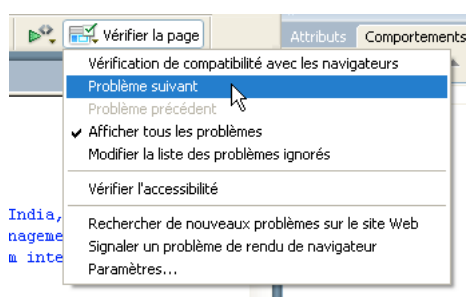 Vérifier la page
Attributs Comportements
Vérification de compatibilité avec les navigateurs
Problème suivant
Problème précédent
Afficher tous les problèmes
Modifier la liste des problèmes ignorés
Vérifier l'accessibilité
India,
Rechercher de nouveaux problèmes sur le site Web
nageme
Signaler un problème de rendu de navigateur
m inte
Paramètres...